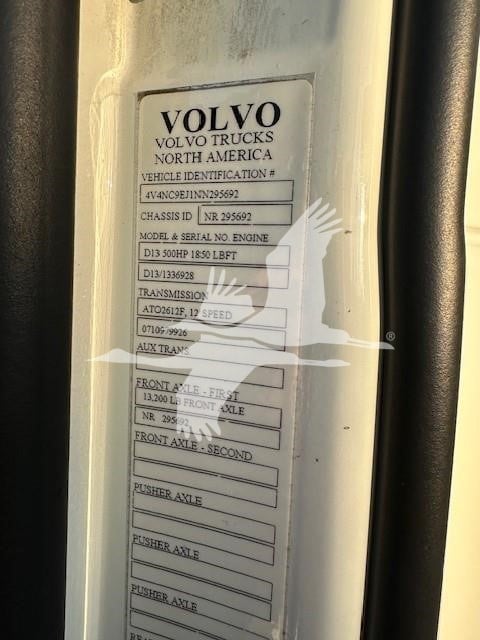 VOLVO
VOLVO TRUCKS
NORTH AMERICA
VEHICLE IDENTIFICATION #
4V4NC9EJ1NN295692
CHASSIS ID NR 295692
MODEL & SERIAL NO. ENGINE
D13 500HP 1850 LBFT
D13/1336928
TRANSMISSION
ATO2612F, 12 SPEED
AUX TRANS
FRONT AXLE - FIRST
13,200 LB FRONT AXLE
NR 295692
FRONT AXLE - SECOND
PUSHER AXLE
PUSHER AXLE
PUSHER AXLE
®